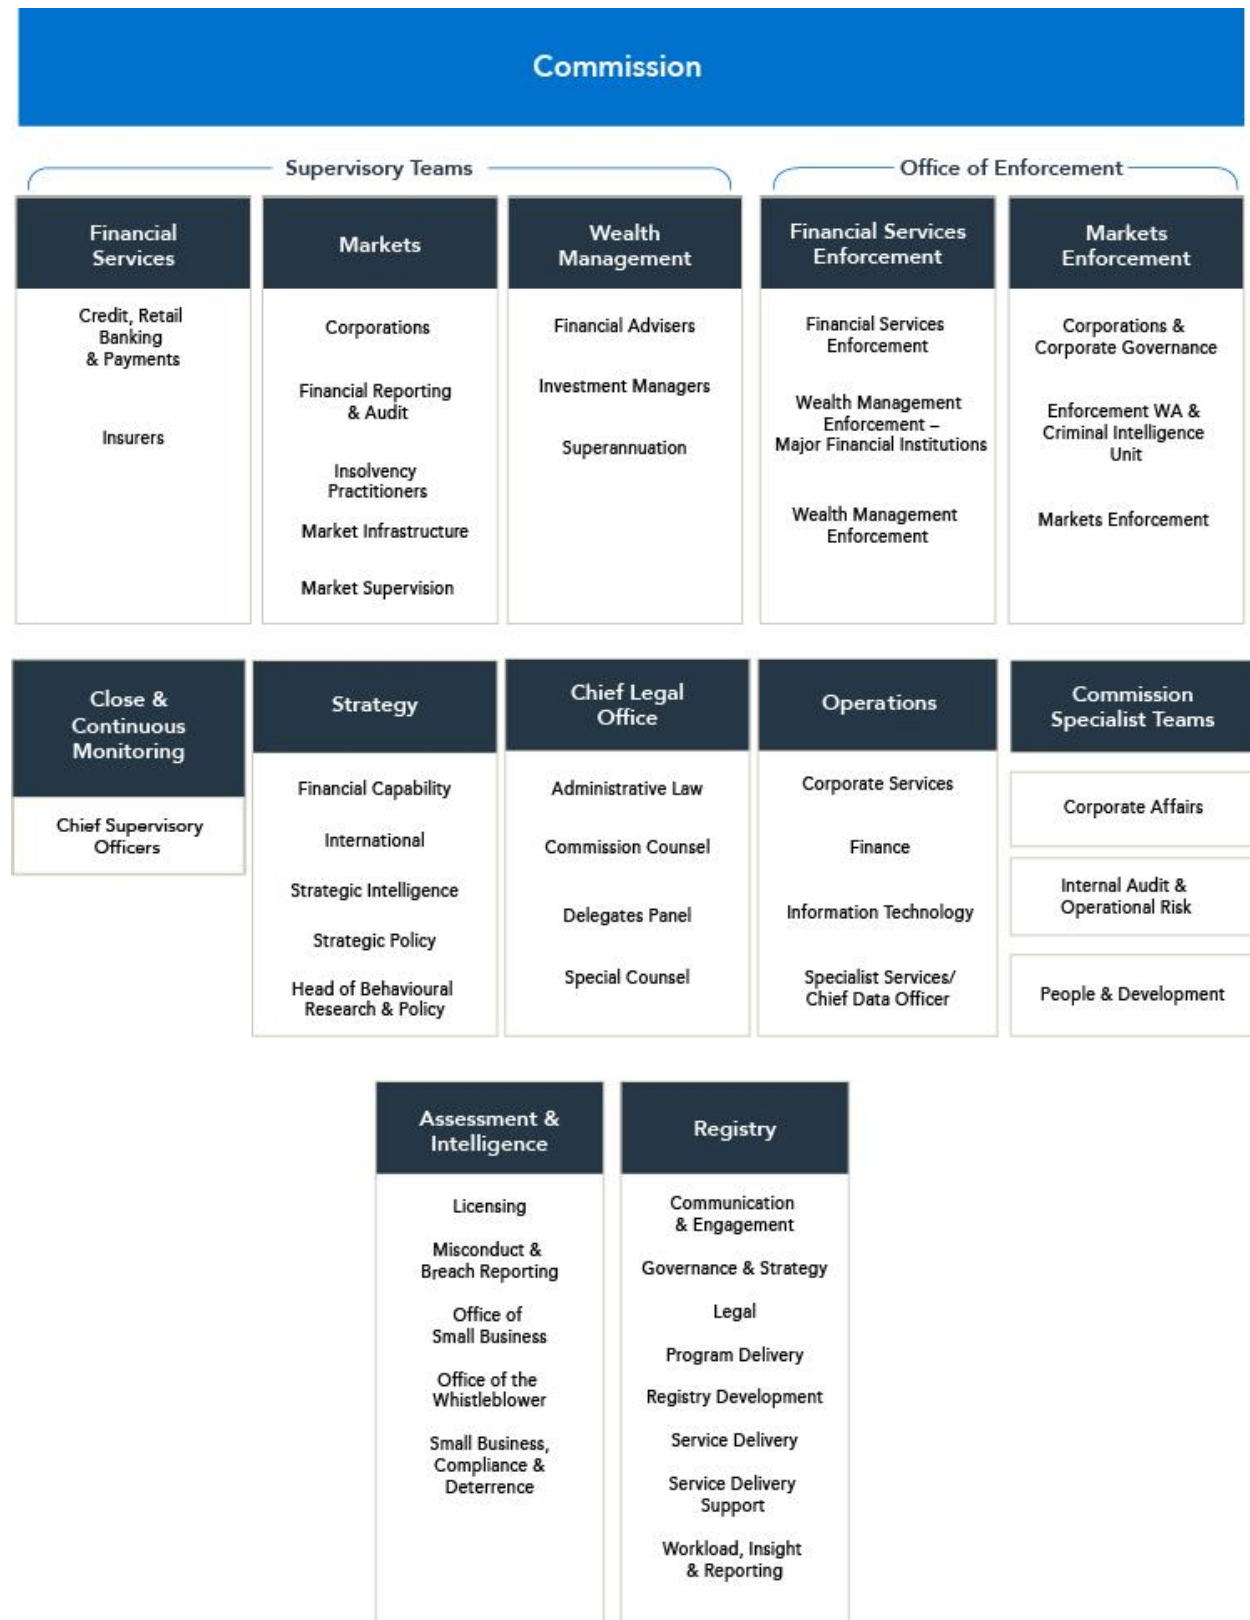 Commission
Supervisory Teams
Office of Enforcement
Financial
Services
Credit, Retail
Banking
& Payments
Insurers
Markets
Corporations
Financial Reporting
& Audit
Insolvency
Practitioners
Market Infrastructure
Market Supervision
Wealth
Management
Financial Advisers
Investment Managers
Superannuation
Financial Services
Enforcement
Financial Services
Enforcement
Wealth Management
Enforcement –
Major Financial Institutions
Wealth Management
Enforcement
Markets
Enforcement
Corporations &
Corporate Governance
Enforcement WA &
Criminal Intelligence
Unit
Markets Enforcement
Close &
Continuous
Monitoring
Chief Supervisory
Officers
Strategy
Financial Capability
International
Strategic Intelligence
Strategic Policy
Head of Behavioural
Research & Policy
Chief Legal
Office
Administrative Law
Commission Counsel
Delegates Panel
Special Counsel
Operations
Corporate Services
Finance
Information Technology
Specialist Services/
Chief Data Officer
Commission
Specialist Teams
Corporate Affairs
Internal Audit &
Operational Risk
People & Development
Assessment &
Intelligence
Licensing
Misconduct &
Breach Reporting
Office of
Small Business
Office of the
Whistleblower
Small Business,
Compliance &
Deterrence
Registry
Communication
& Engagement
Governance & Strategy
Legal
Program Delivery
Registry Development
Service Delivery
Service Delivery
Support
Workload, Insight
& Reporting